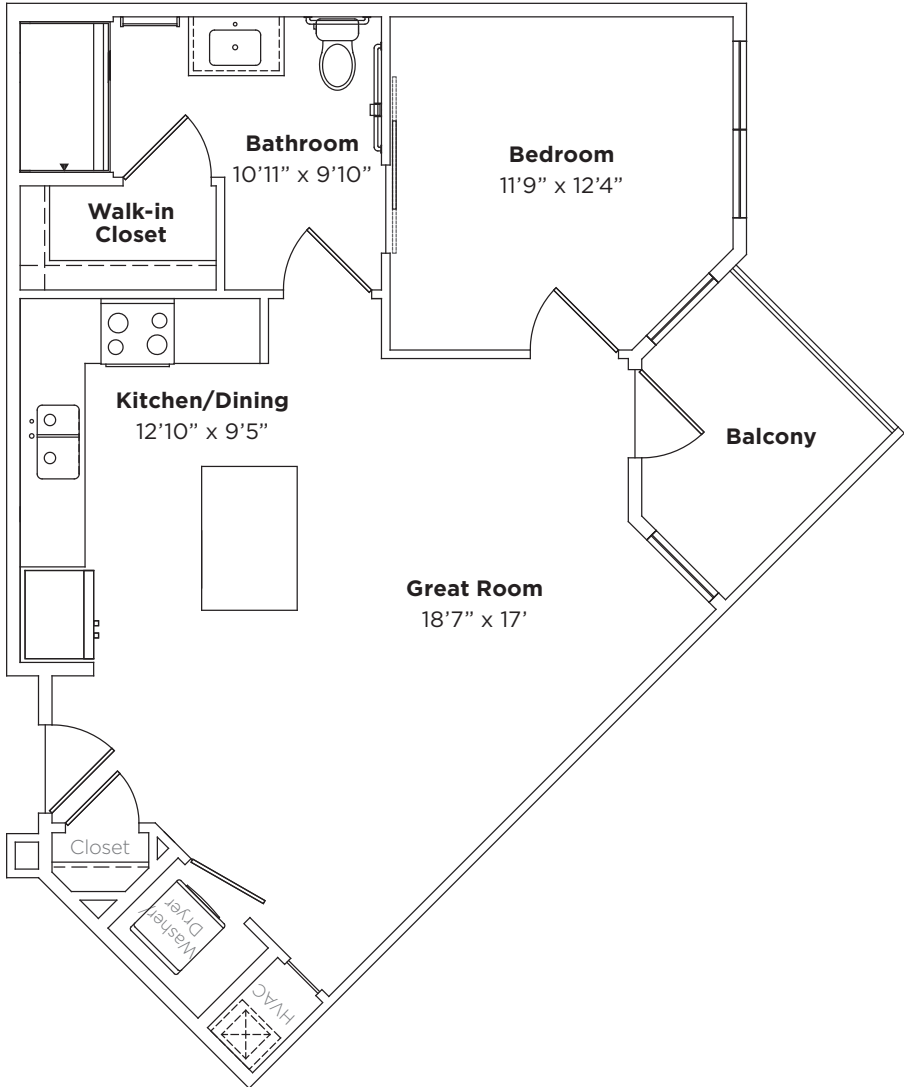 Bathroom
10’11” x 9’10”
Bedroom
11’9” x 12’4”
Walk-in
Closet
Kitchen/Dining
12’10” x 9’5”
Balcony
Great Room
18’7” x 17’
Closet
Washer/
Dryer
HVAC